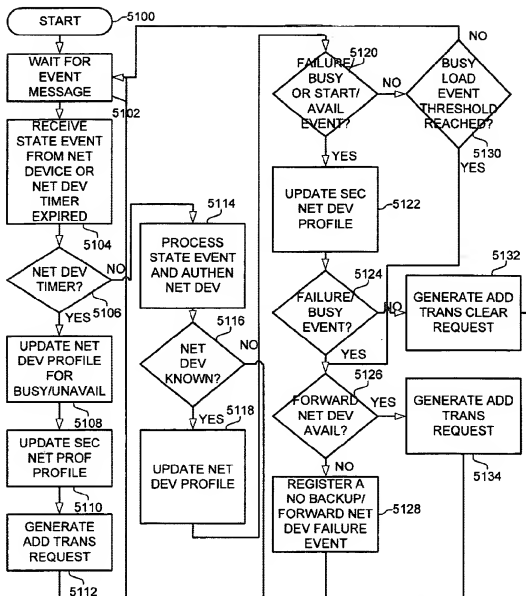 START
5100
WAIT FOR
EVENT
MESSAGE
5102
RECEIVE
STATE EVENT
FROM NET
DEVICE OR
NET DEV
TIMER
EXPIRED
5104
NET DEV
TIMER?
NO
5106
YES
UPDATE NET
DEV PROFILE
FOR
BUSY/UNAVAIL
5108
UPDATE SEC
NET PROF
PROFILE
5110
GENERATE
ADD TRANS
REQUEST
5112
5114
PROCESS
STATE EVENT
AND AUTHEN
NET DEV
5116
NET
DEV
KNOWN?
NO
YES
5118
UPDATE NET
DEV PROFILE
5120
FAILURE/
BUSY
OR START/
AVAIL
EVENT?
NO
YES
UPDATE SEC
NET DEV
PROFILE
5122
5124
FAILURE/
BUSY
EVENT?
NO
YES
5126
FORWARD
NET DEV
AVAIL?
YES
NO
REGISTER A
NO BACKUP/
FORWARD NET
DEV FAILURE
EVENT
5128
NO
BUSY
LOAD
EVENT
THRESHOLD
REACHED?
5130
YES
5132
GENERATE ADD
TRANS CLEAR
REQUEST
GENERATE ADD
TRANS
REQUEST
5134